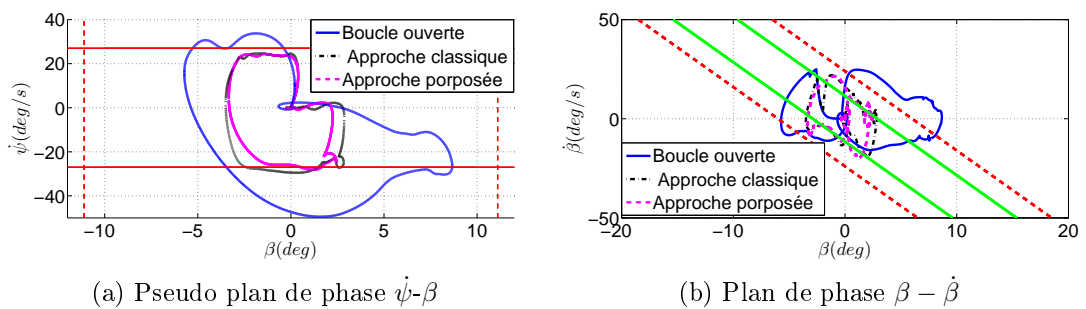 40
20
0
−20
−40
ψ̇(deg/s)
−10
−5
0
5
10
β(deg)
Boucle ouverte
Approche classique
Approche porposée
(a) Pseudo plan de phase ψ̇-β
50
0
−50
β̇(deg/s)
−20
−10
0
10
20
β(deg)
Boucle ouverte
Approche classique
Approche porposée
(b) Plan de phase β − β̇